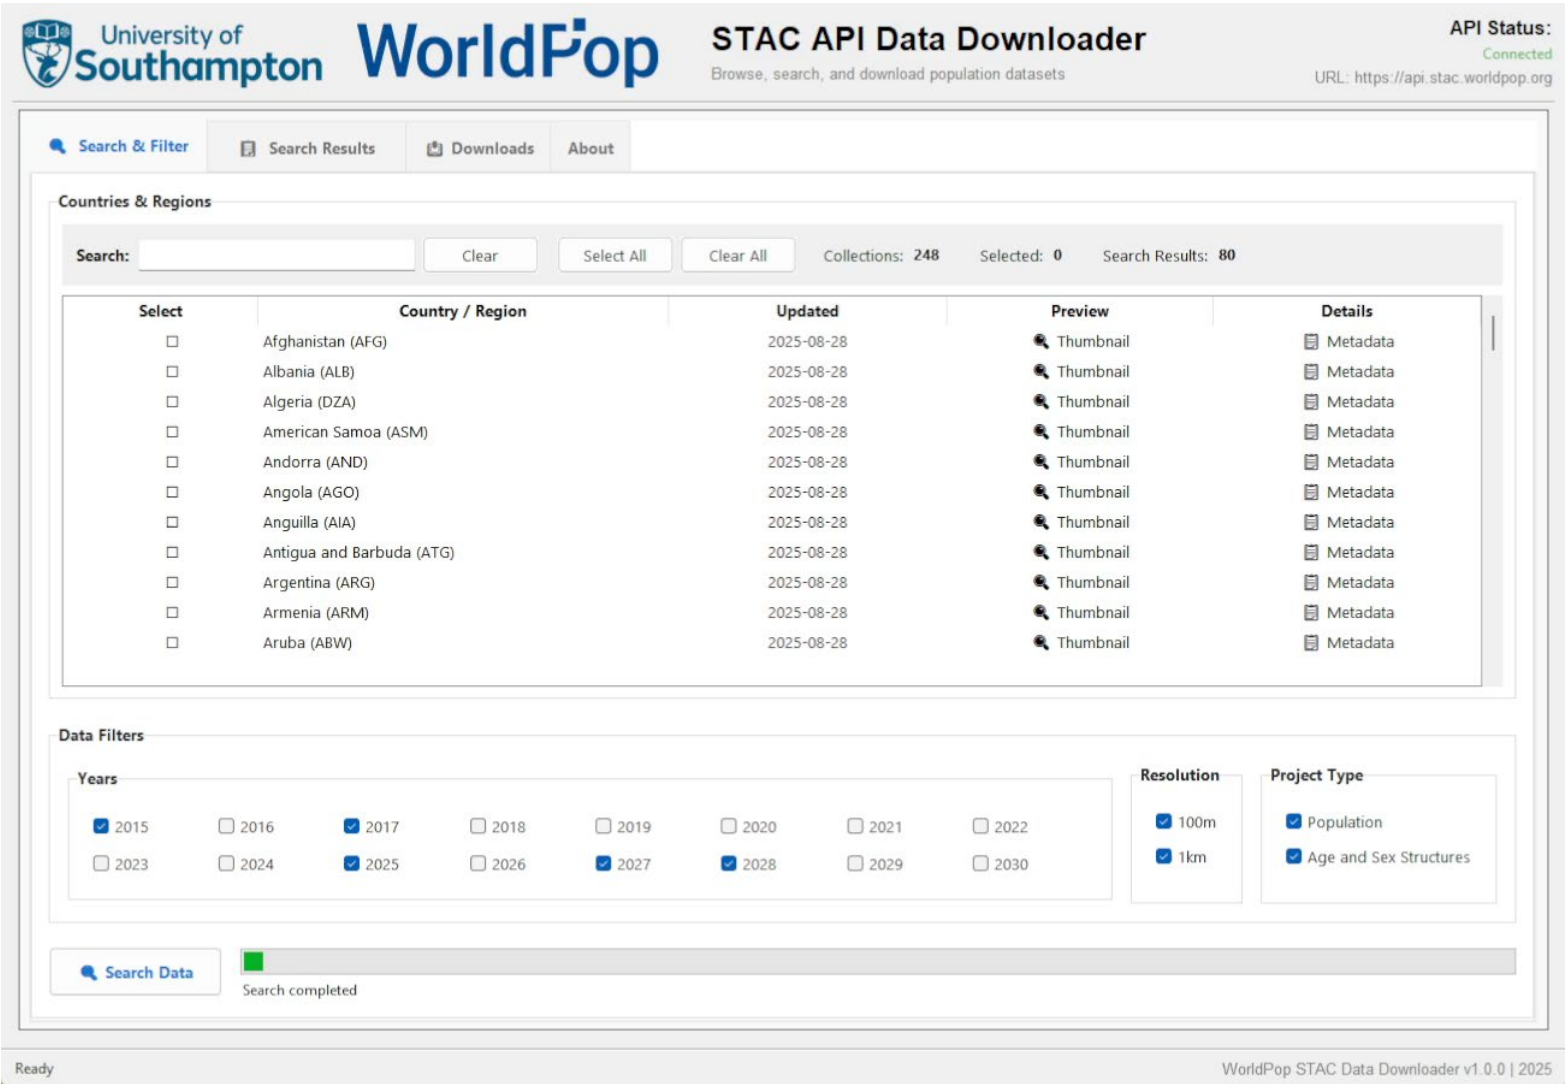 University of
Southampton
WorldPop
STAC API Data Downloader
Browse, search, and download population datasets
API Status:
Connected
URL: https://api.stac.worldpop.org
Search & Filter
Search Results
Downloads
About
Countries & Regions
Search:
Clear
Select All
Clear All
Collections: 248
Selected: 0
Search Results: 80
Select Country / Region Updated Preview Details
Afghanistan (AFG) 2025-08-28 Thumbnail Metadata
Albania (ALB) 2025-08-28 Thumbnail Metadata
Algeria (DZA) 2025-08-28 Thumbnail Metadata
American Samoa (ASM) 2025-08-28 Thumbnail Metadata
Andorra (AND) 2025-08-28 Thumbnail Metadata
Angola (AGO) 2025-08-28 Thumbnail Metadata
Anguilla (AIA) 2025-08-28 Thumbnail Metadata
Antigua and Barbuda (ATG) 2025-08-28 Thumbnail Metadata
Argentina (ARG) 2025-08-28 Thumbnail Metadata
Armenia (ARM) 2025-08-28 Thumbnail Metadata
Aruba (ABW) 2025-08-28 Thumbnail Metadata
Data Filters
Years
2015 2016 2017 2018 2019 2020 2021 2022
2023 2024 2025 2026 2027 2028 2029 2030
Resolution
100m
1km
Project Type
Population
Age and Sex Structures
Search Data
Search completed
Ready
WorldPop STAC Data Downloader v1.0.0 | 2025